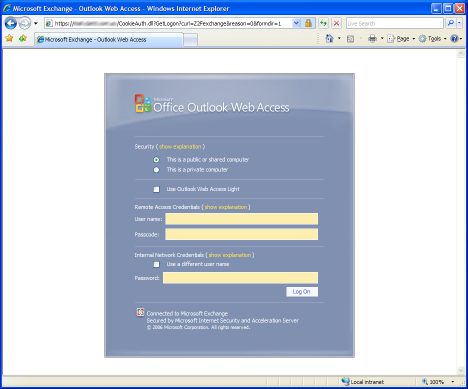 Microsoft Exchange - Outlook Web Access - Windows Internet Explorer
https://
/CookieAuth.dll?GetLogon?curl=Z2Fexchange&reason=0&formdir=1
Live Search
Microsoft Exchange - Outlook Web Access
Page
Tools
Microsoft
Office Outlook Web Access
Security ( show explanation )
This is a public or shared computer
This is a private computer
Use Outlook Web Access Light
Remote Access Credentials ( show explanation )
User name:
Passcode:
Internal Network Credentials ( show explanation )
Use a different user name
Password:
Log On
Connected to Microsoft Exchange
Secured by Microsoft Internet Security and Acceleration Server
© 2006 Microsoft Corporation. All rights reserved.
Local intranet
100%